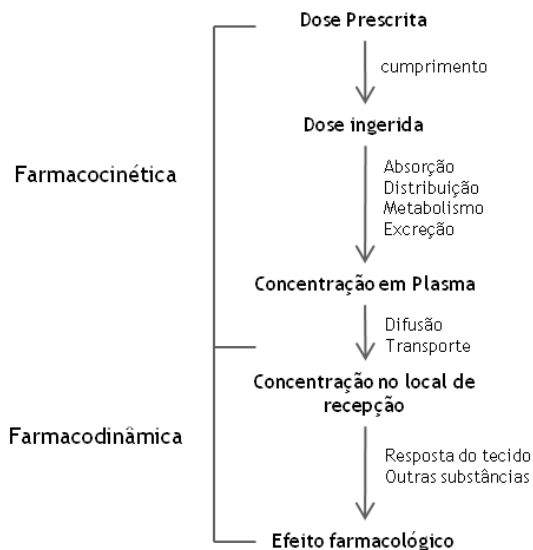 Dose Prescrita
cumprimento
Dose ingerida
Farmacocinética
Absorção
Distribuição
Metabolismo
Excreção
Concentração em Plasma
Difusão
Transporte
Concentração no local de
recepção
Farmacodinâmica
Resposta do tecido
Outras substâncias
Efeito farmacológico